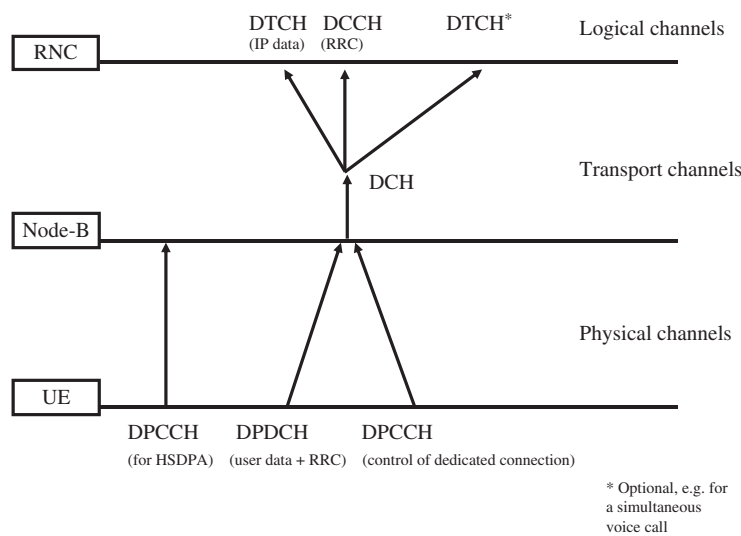 DTCH DCCH DTCH* Logical channels
(IP data) (RRC)
RNC
DCH Transport channels
Node-B
Physical channels
UE
DPCCH DPDCH DPCCH
(for HSDPA) (user data + RRC) (control of dedicated connection)
* Optional, e.g. for
a simultaneous
voice call